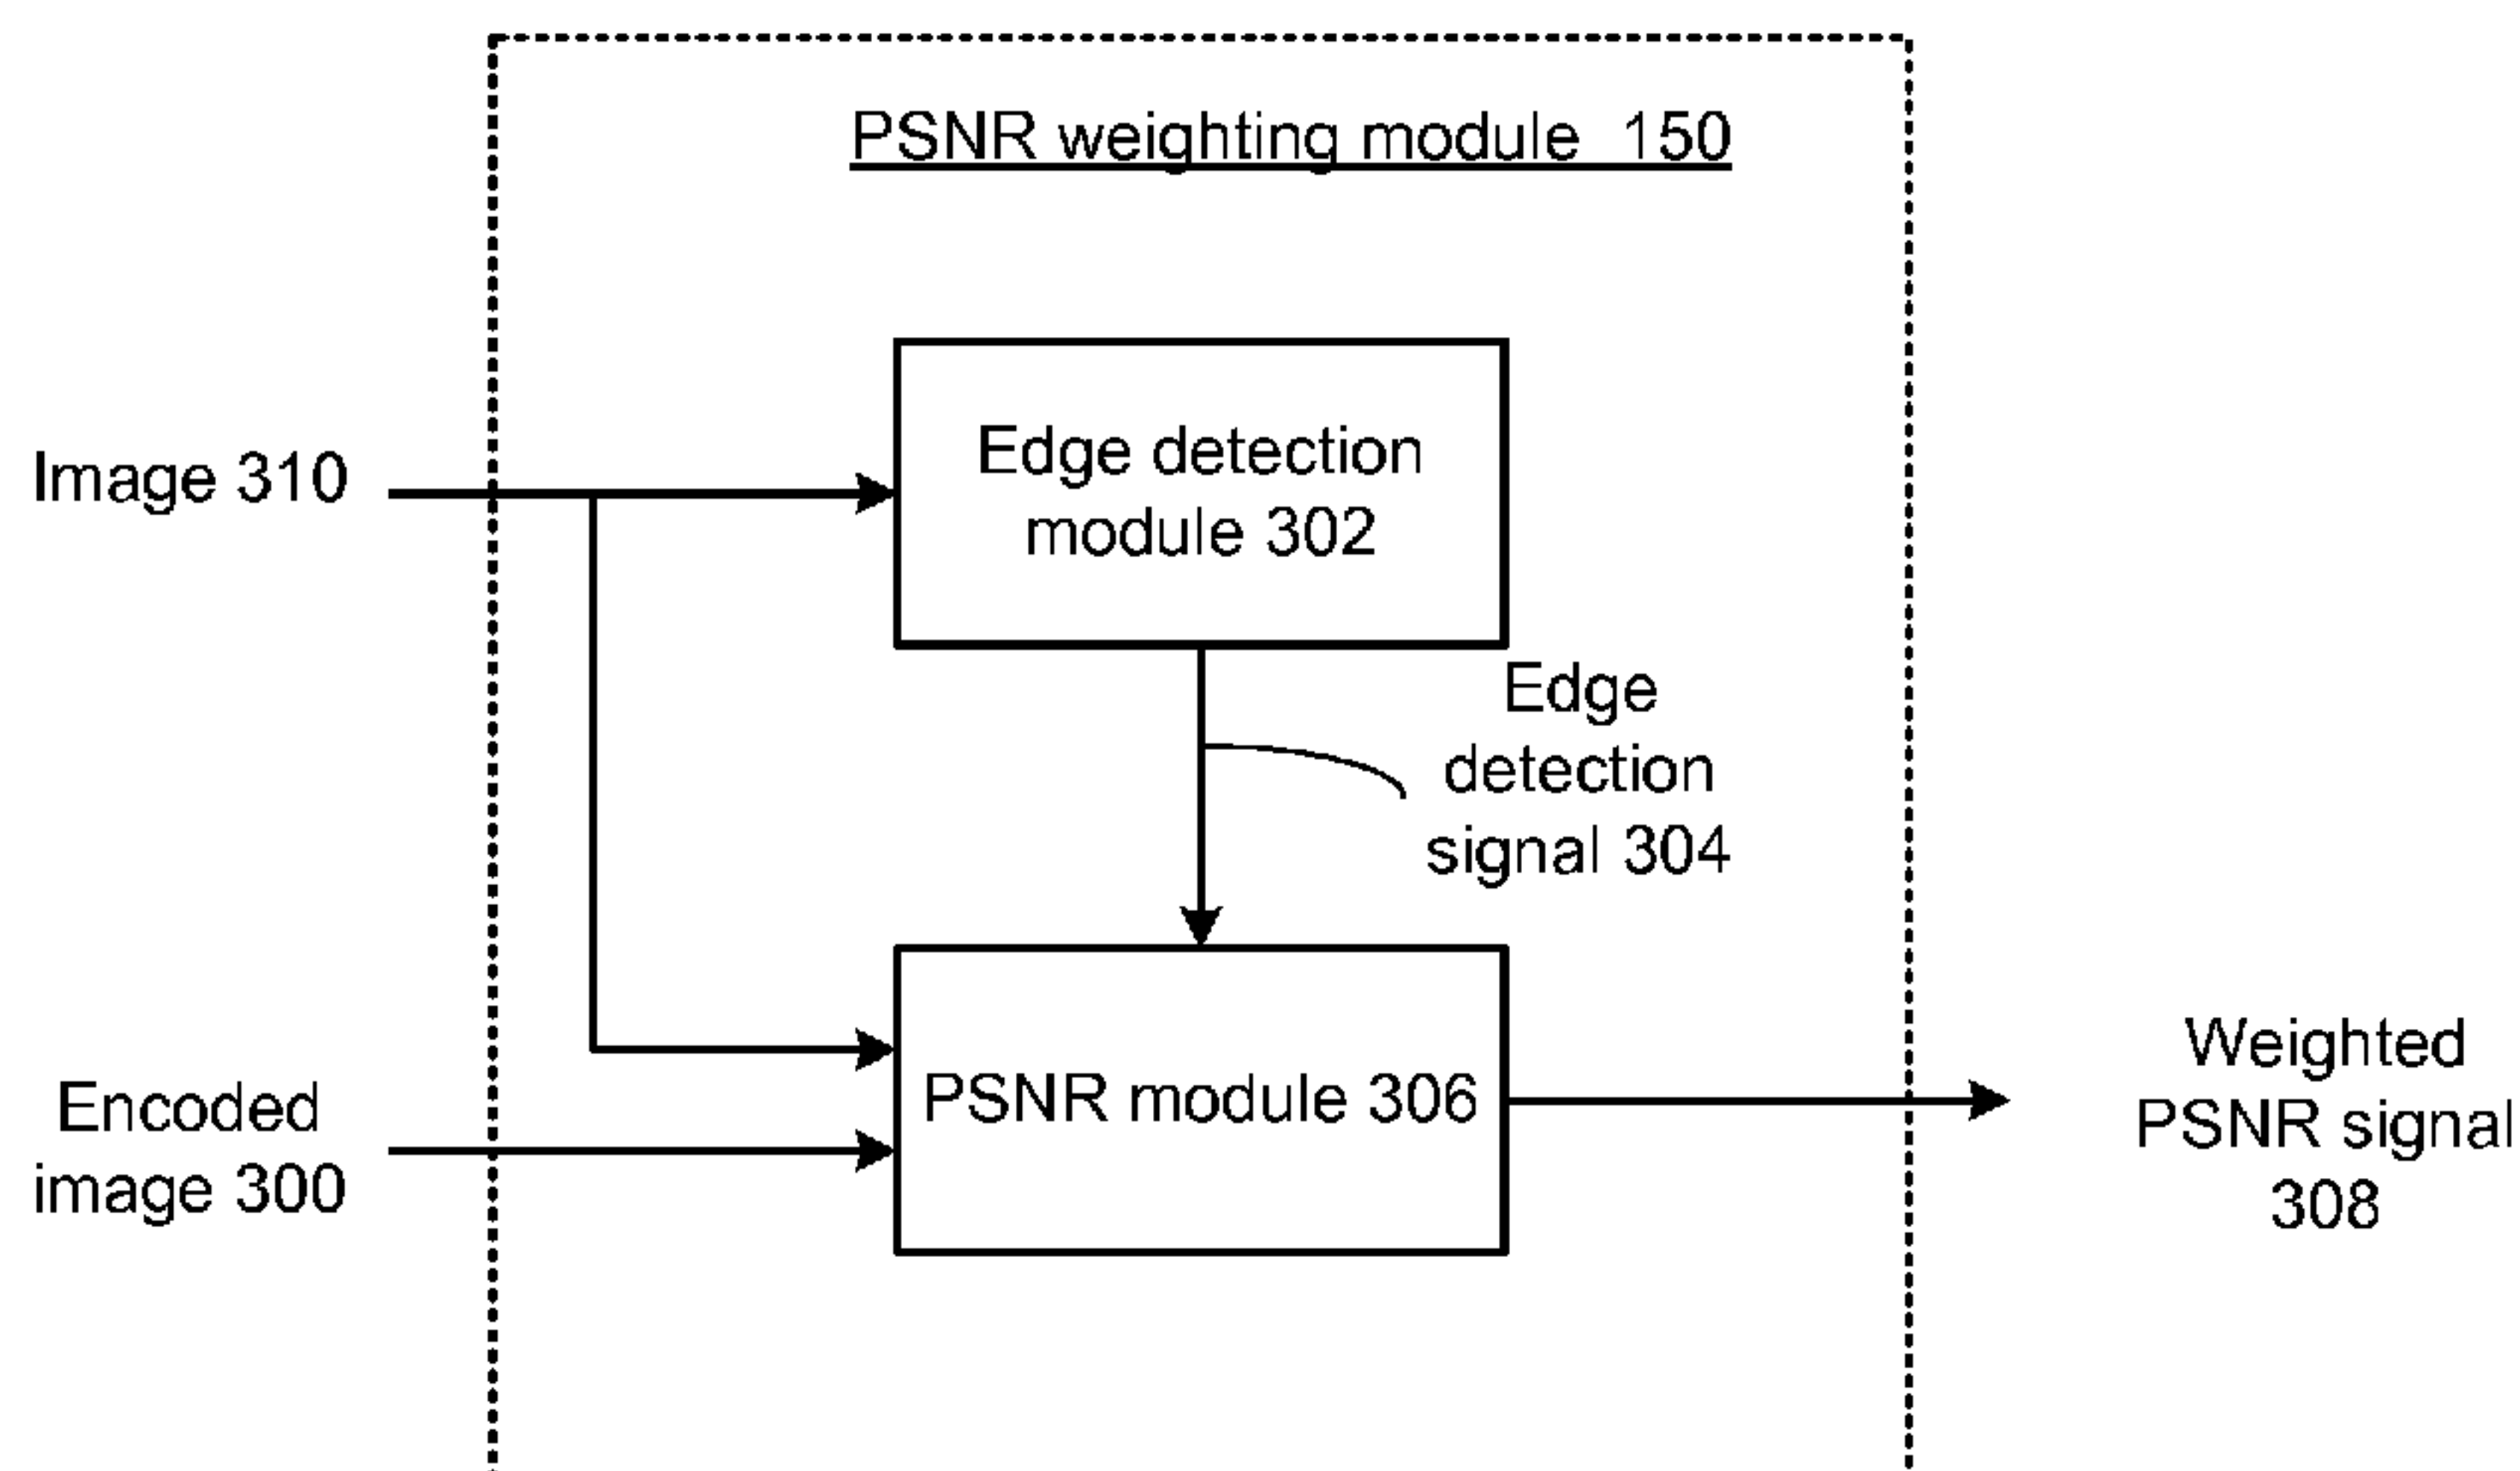 PSNR weighting module 150
Image 310
Edge detection
module 302
Edge
detection
signal 304
Encoded
image 300
PSNR module 306
Weighted
PSNR signal
308